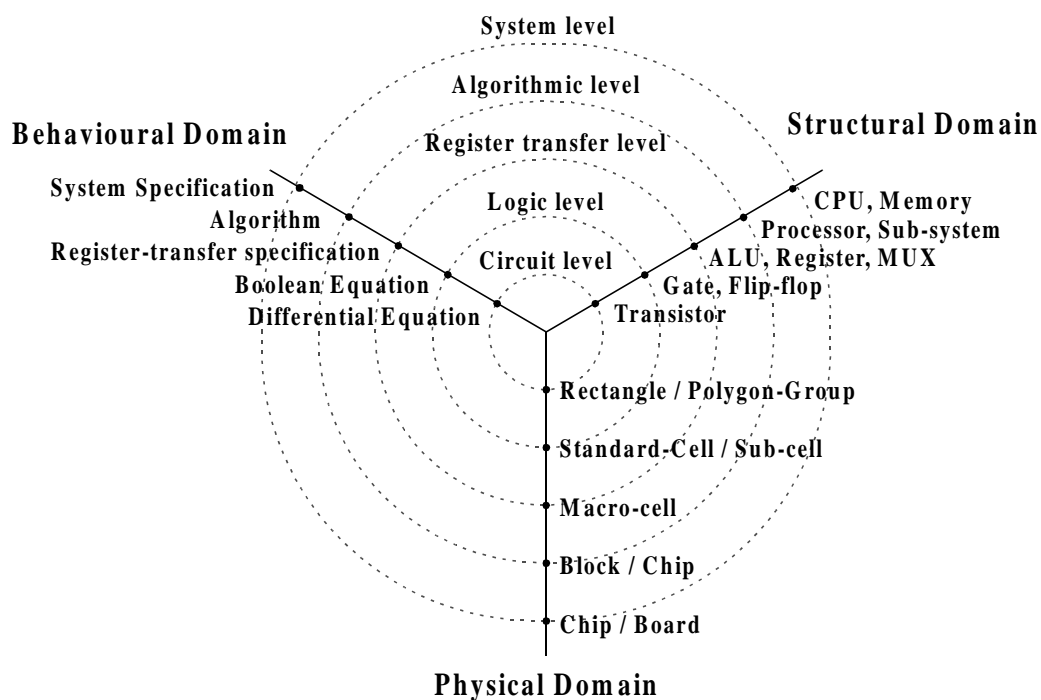 System level
Algorithmic level
Behavioural Domain
Structural Domain
Register transfer level
System Specification
CPU, Memory
Logic level
Algorithm
Processor, Sub-system
Register-transfer specification
ALU, Register, MUX
Circuit level
Boolean Equation
Gate, Flip-flop
Differential Equation
Transistor
Rectangle / Polygon-Group
Standard-Cell / Sub-cell
Macro-cell
Block / Chip
Chip / Board
Physical Domain